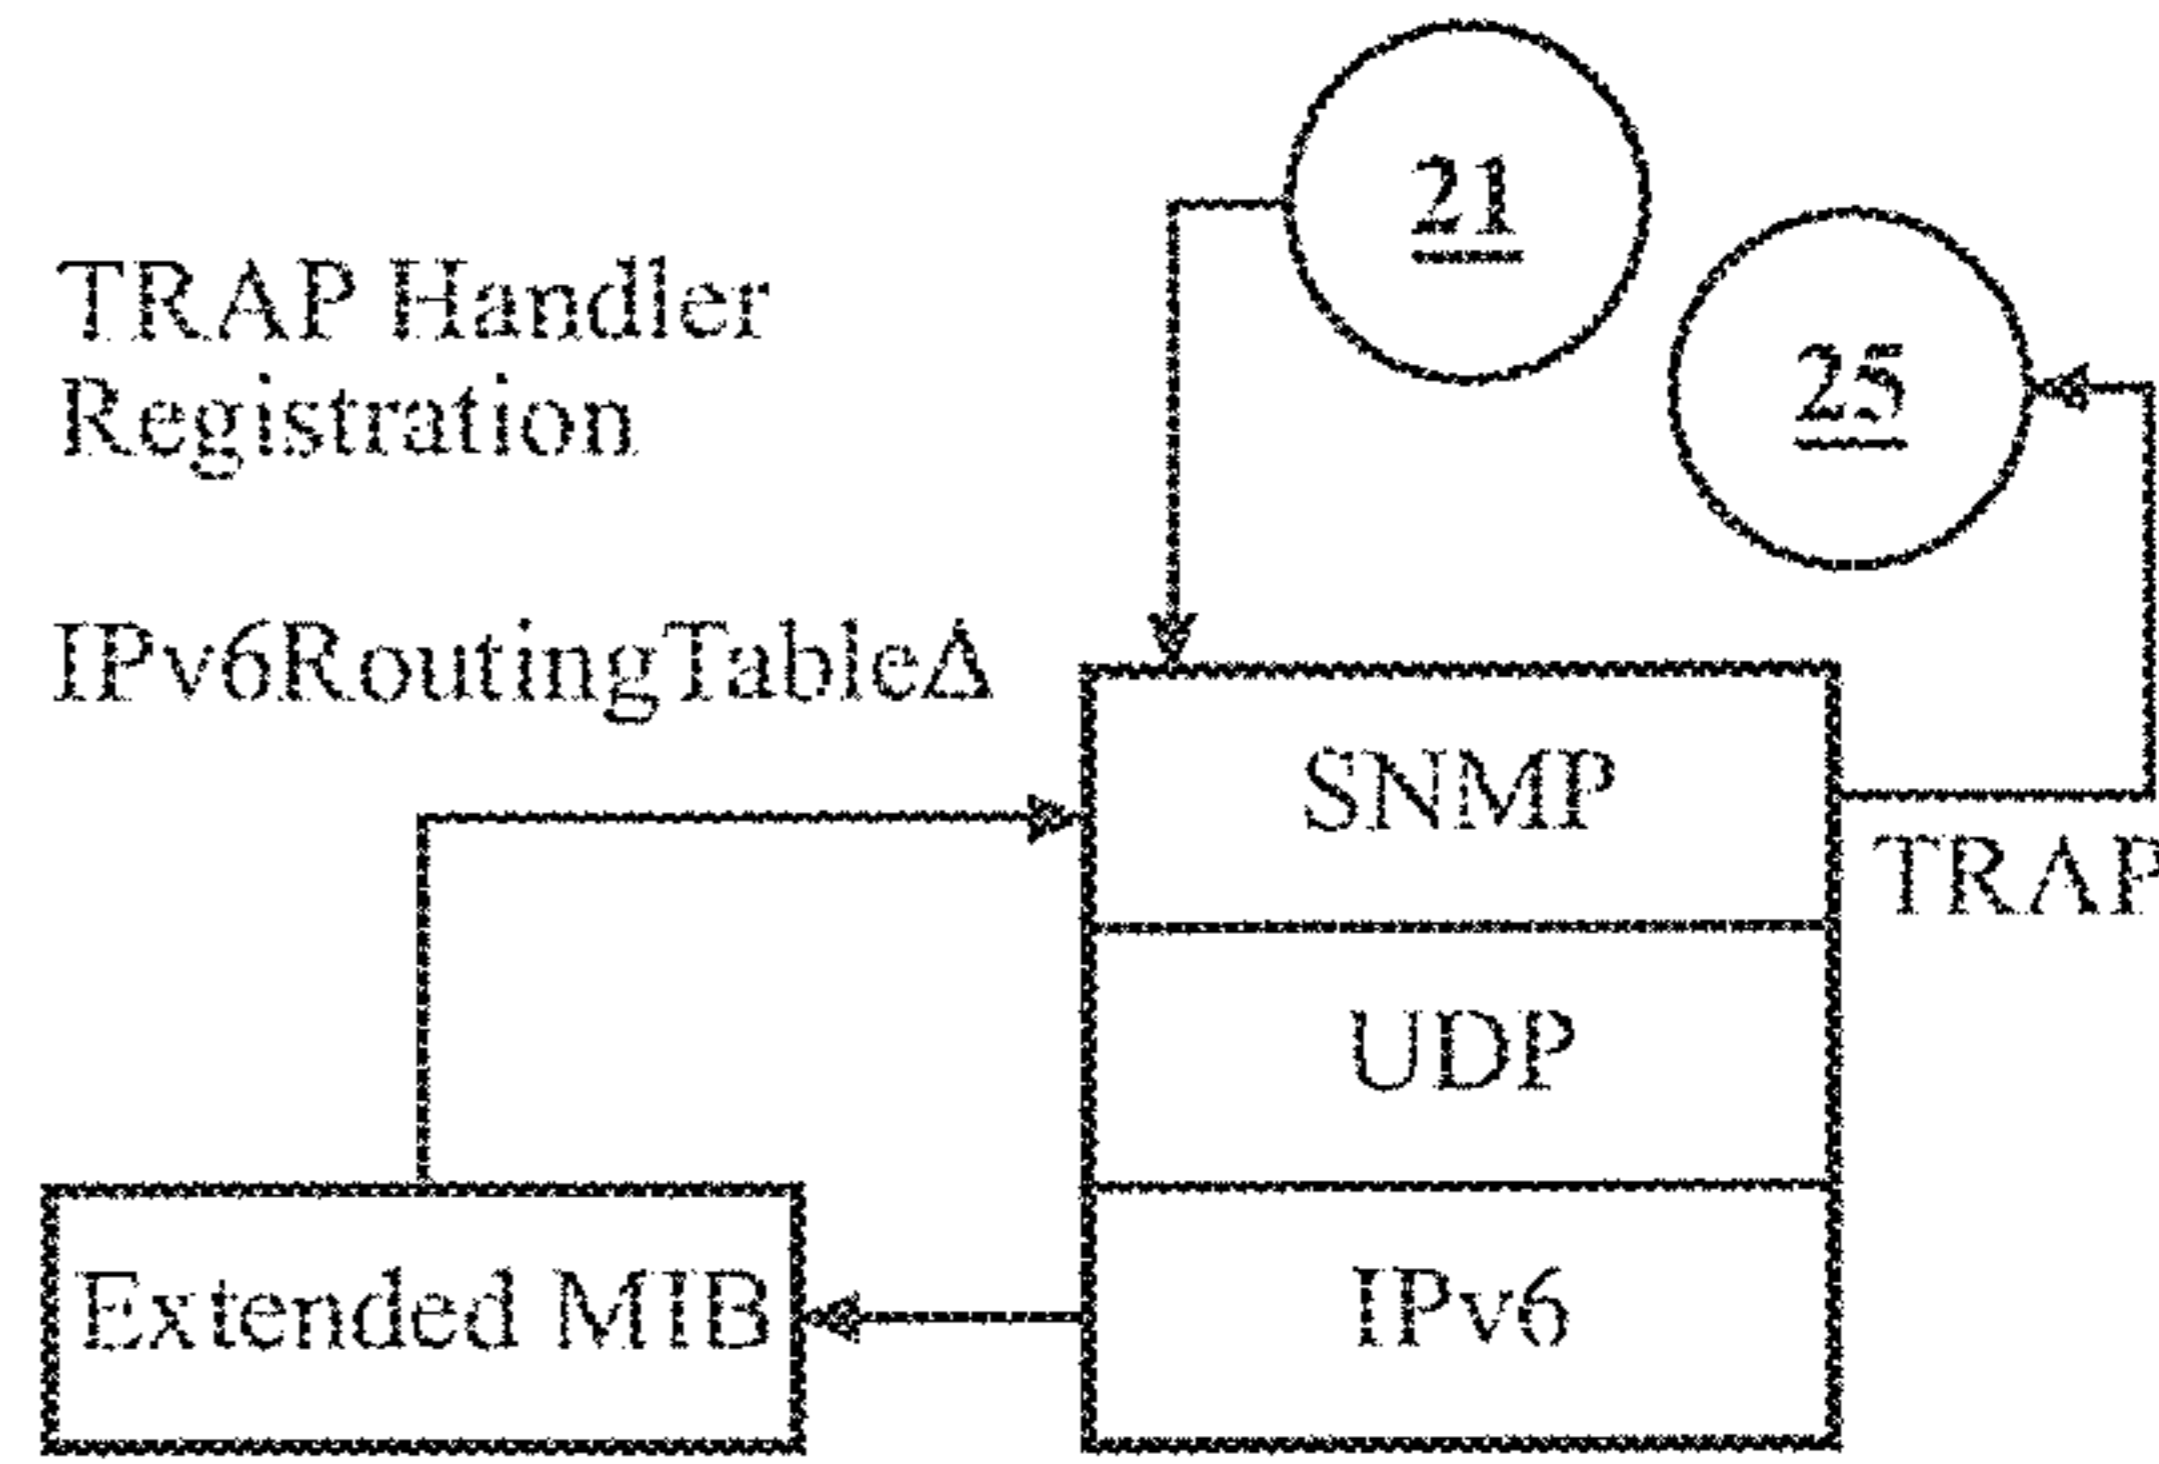 21
TRAP Handler
Registration
25
IPv6RoutingTableΔ
SNMP
TRAP
UDP
Extended MIB
IPv6